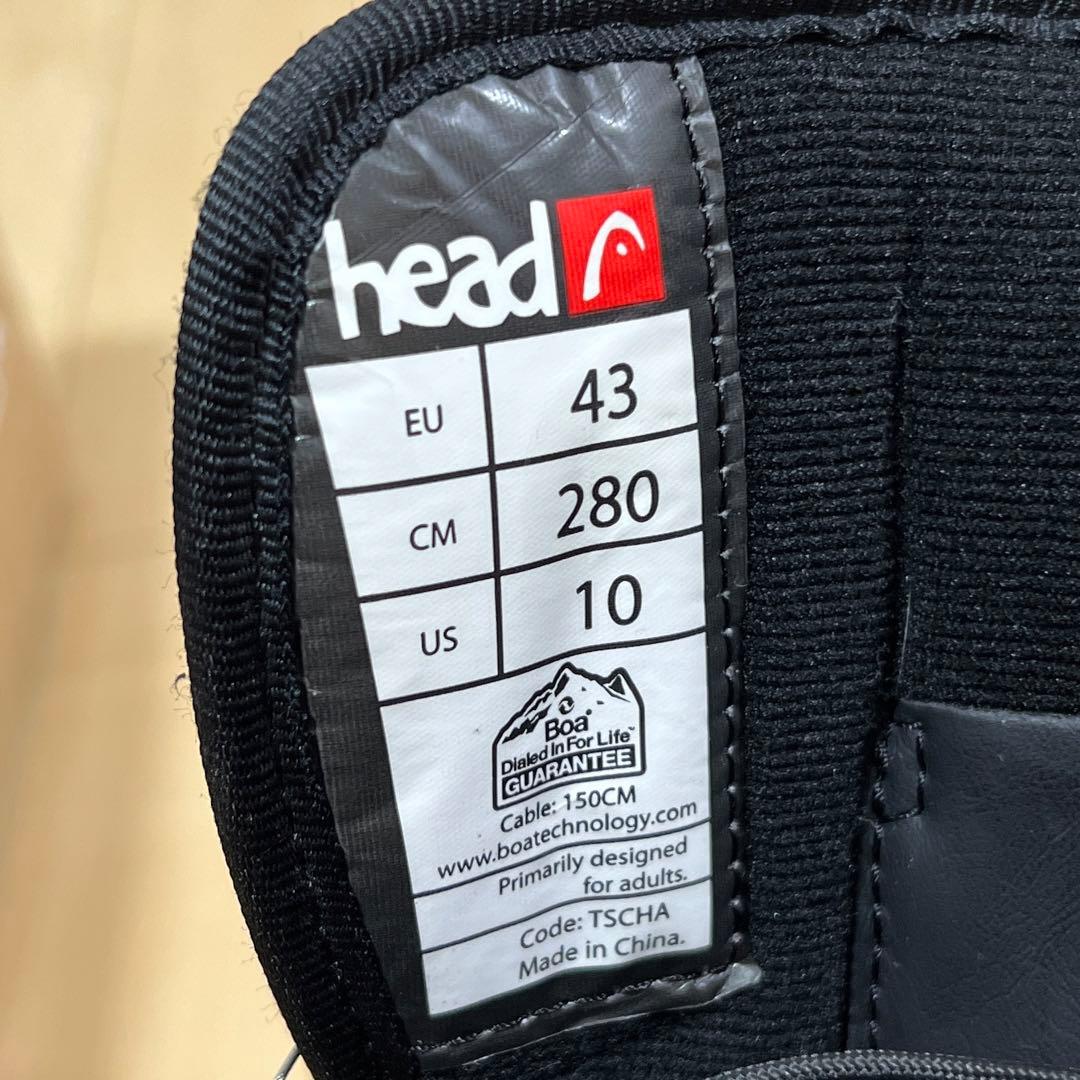 head
EU 43
CM 280
US 10
Boa
Dialed In For Life™
GUARANTEE
Cable: 150CM
www.boatechnology.com
Primarily designed
for adults.
Code: TSCHA
Made in China.